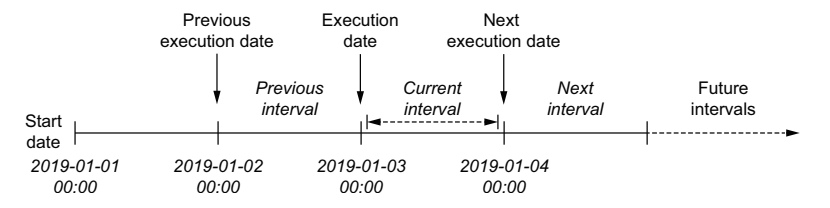 Previous
execution date
Execution
date
Next
execution date
Previous
interval
Current
interval
Next
interval
Future
intervals
Start
date
2019-01-01
00:00
2019-01-02
00:00
2019-01-03
00:00
2019-01-04
00:00